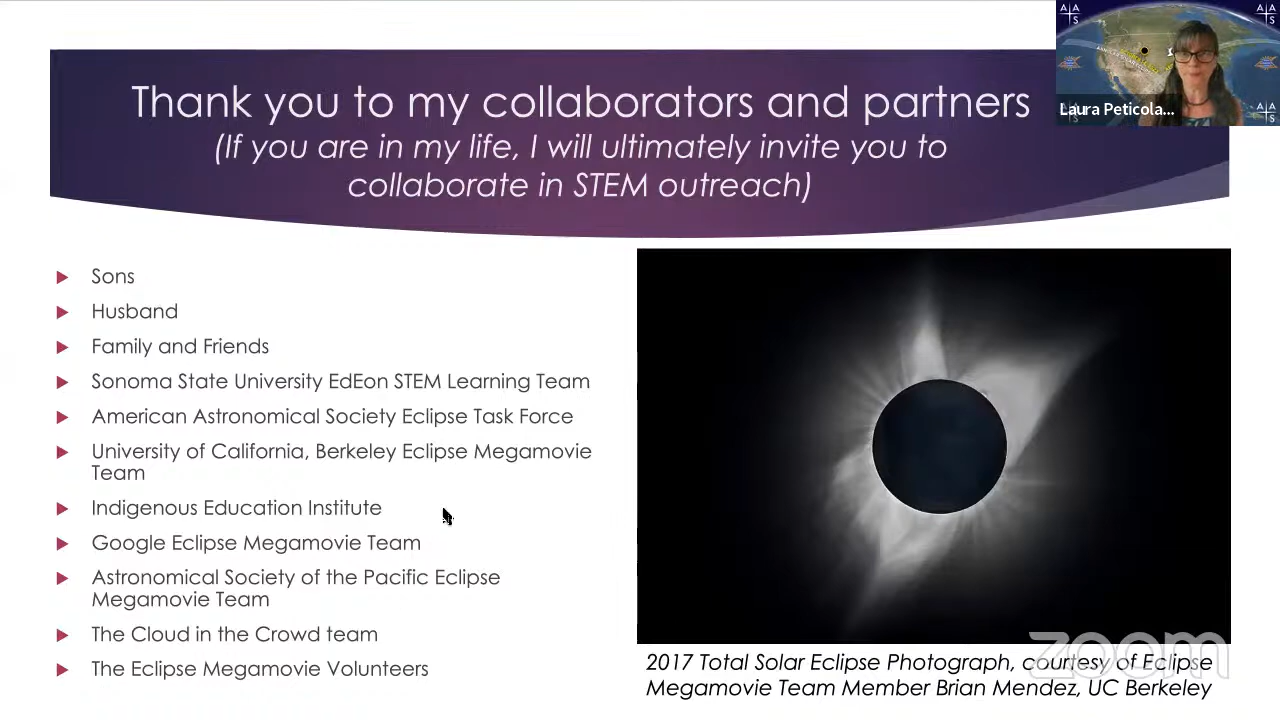 Thank you to my collaborators and partners
(If you are in my life, I will ultimately invite you to
collaborate in STEM outreach)
Laura Peticola...
A A
S
A A
S
A A
S
Sons
Husband
Family and Friends
Sonoma State University EdEon STEM Learning Team
American Astronomical Society Eclipse Task Force
University of California, Berkeley Eclipse Megamovie
Team
Indigenous Education Institute
Google Eclipse Megamovie Team
Astronomical Society of the Pacific Eclipse
Megamovie Team
The Cloud in the Crowd team
The Eclipse Megamovie Volunteers
zoom
2017 Total Solar Eclipse Photograph, courtesy of Eclipse
Megamovie Team Member Brian Mendez, UC Berkeley